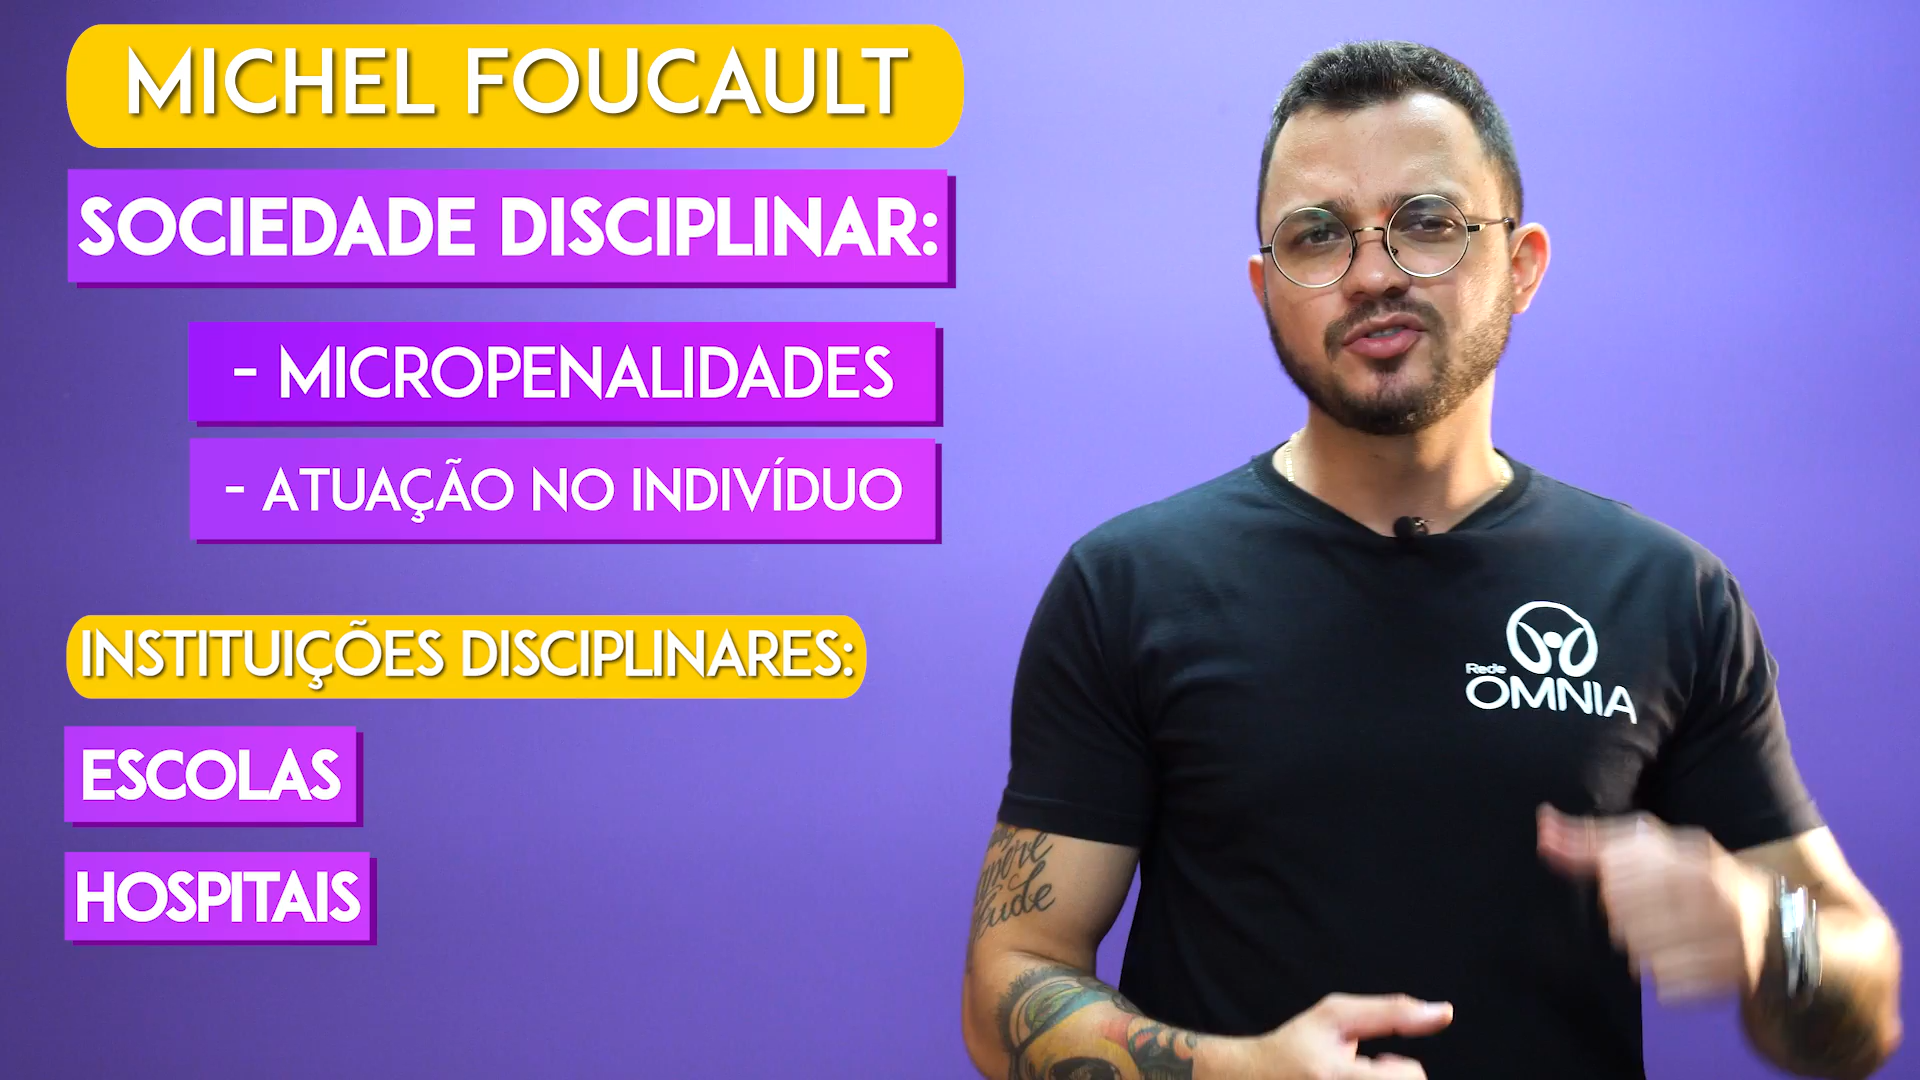 MICHEL FOUCAULT
SOCIEDADE DISCIPLINAR:
- MICROPENALIDADES
- ATUAÇÃO NO INDIVÍDUO
INSTITUIÇÕES DISCIPLINARES:
ESCOLAS
HOSPITAIS
Rede
OMNIA